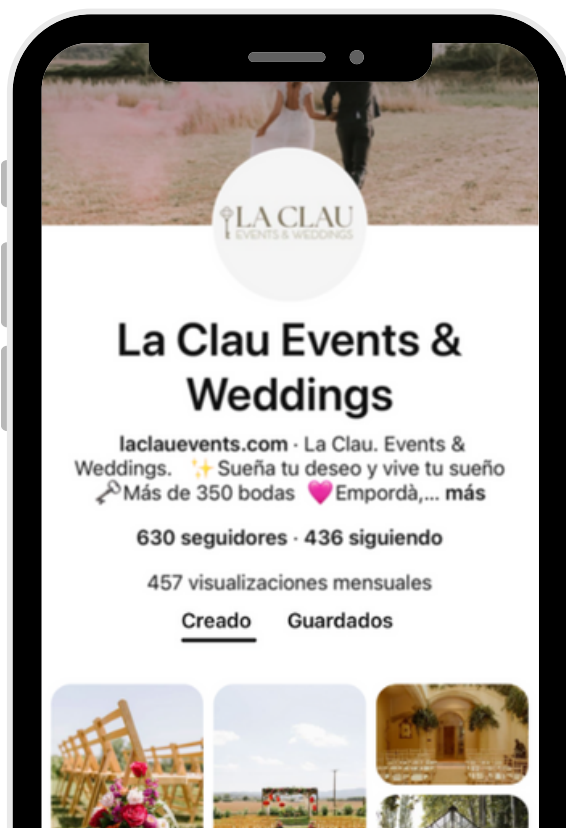 LA CLAU
EVENTS & WEDDINGS
La Clau Events &
Weddings
laclauevents.com · La Clau. Events &
Weddings. ✨Sueña tu deseo y vive tu sueño
🗝Más de 350 bodas 💗Empordà,... más
630 seguidores · 436 siguiendo
457 visualizaciones mensuales
Creado Guardados